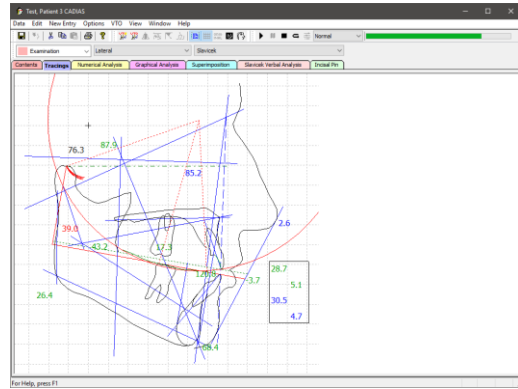 Test, Patient 3 CADIAS
Data Edit New Entry Options VTO View Window Help
Normal
Examination Lateral Slavicek
Contents Tracings Numerical Analysis Graphical Analysis Superimposition Slavicek Verbal Analysis Incisal Pin
87.9
76.3
85.2
2.6
39.0
43.2 17.3
28.7
-3.7
5.1
26.4
30.5
4.7
For Help, press F1